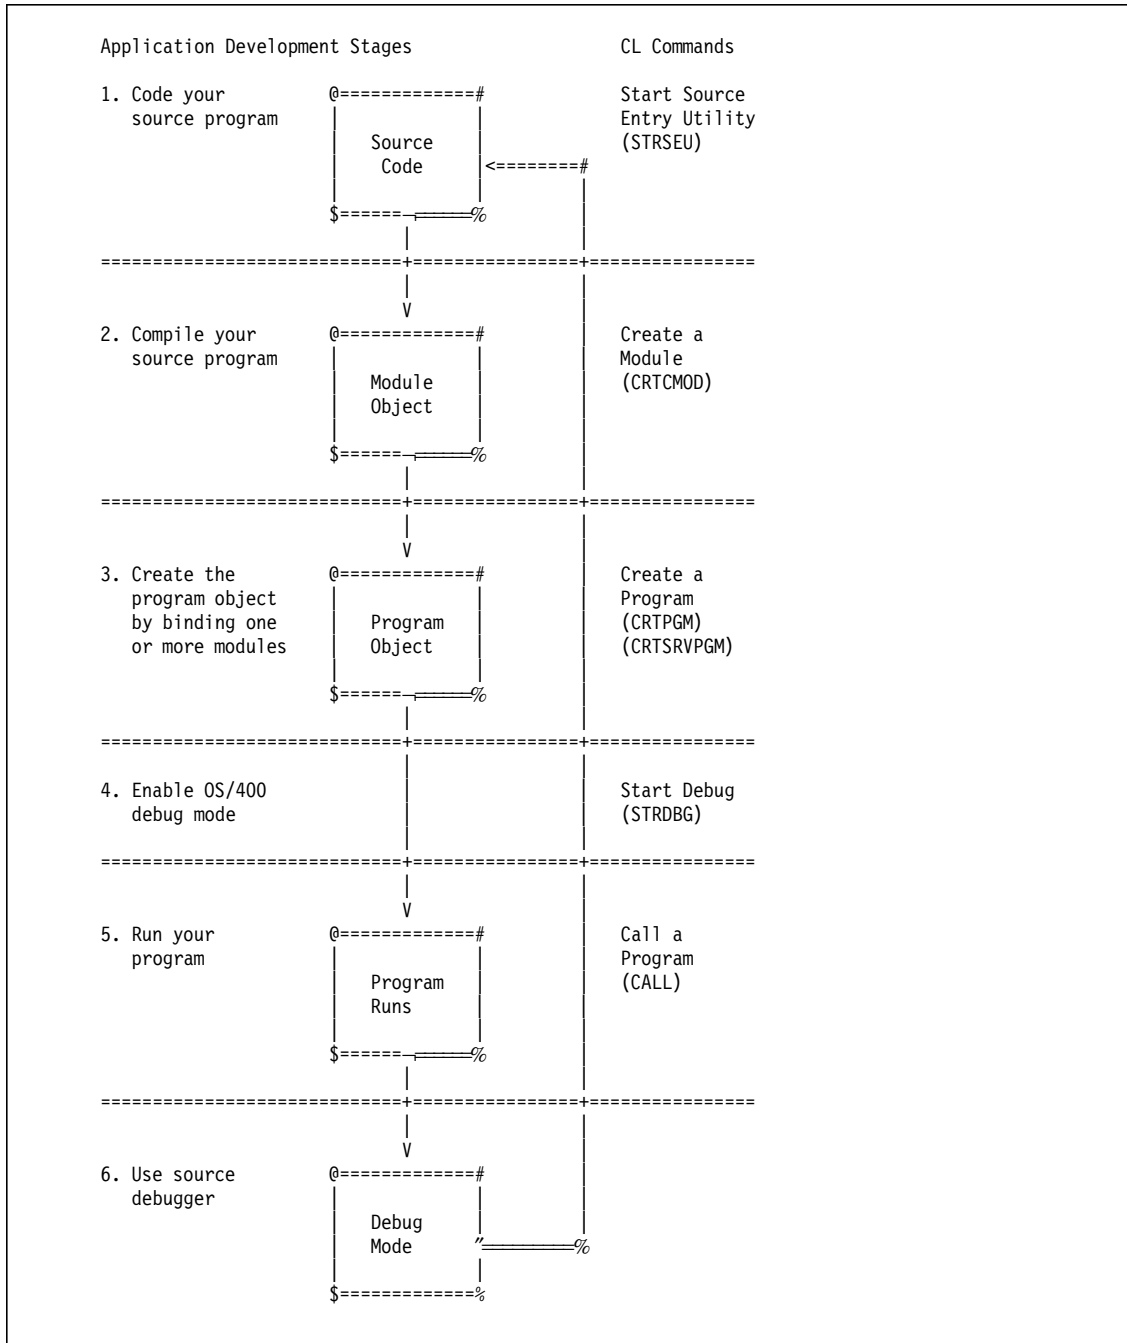 Application Development Stages CL Commands
1. Code your @=============# Start Source
source program | | Entry Utility
| Source | (STRSEU)
| Code |<========#
| | |
$======¬======% |
| |
=============================+================+================
| |
V |
2. Compile your @=============# | Create a
source program | | | Module
| Module | | (CRTCMOD)
| Object | |
| | |
$======¬======% |
| |
=============================+================+================
| |
V |
3. Create the @=============# | Create a
program object | | | Program
by binding one | Program | | (CRTPGM)
or more modules | Object | | (CRTSRVPGM)
| | |
$======¬======% |
| |
=============================+================+================
| |
4. Enable OS/400 | | Start Debug
debug mode | | (STRDBG)
| |
=============================+================+================
| |
V |
5. Run your @=============# | Call a
program | | | Program
| Program | | (CALL)
| Runs | |
| | |
$======¬======% |
| |
=============================+================+================
| |
V |
6. Use source @=============# |
debugger | | |
| Debug | |
| Mode "=========%
| |
$=============%